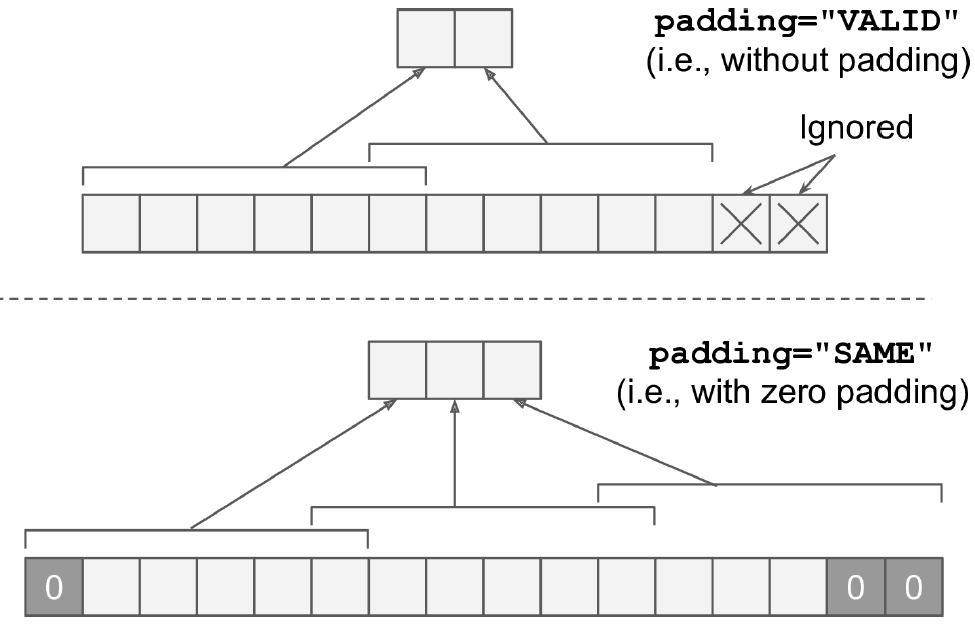 padding="VALID"
(i.e., without padding)
Ignored
padding="SAME"
(i.e., with zero padding)
0 0 0